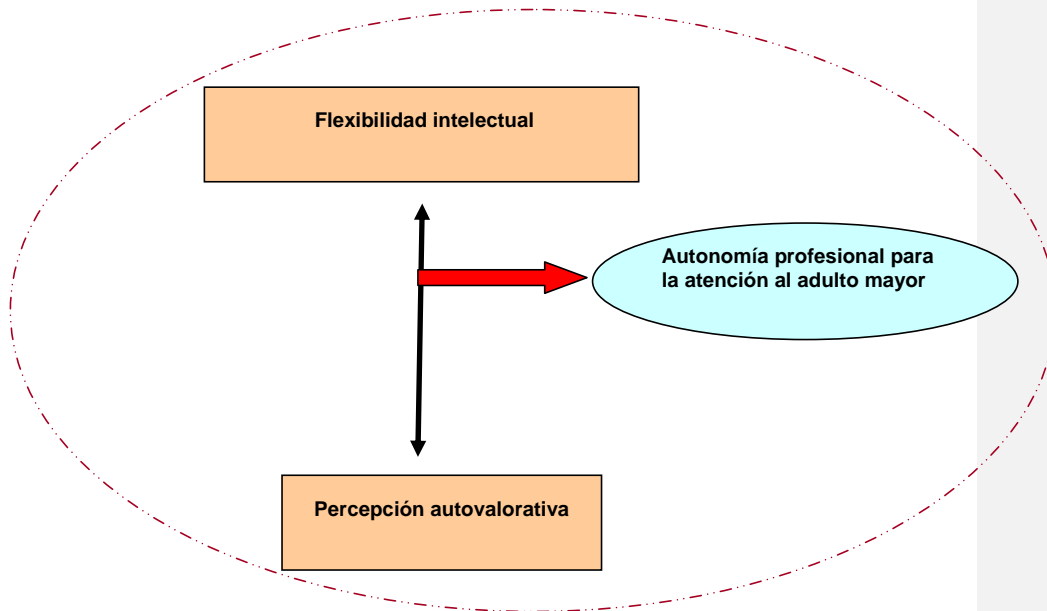 Flexibilidad intelectual
Autonomía profesional para
la atención al adulto mayor
Percepción autovalorativa